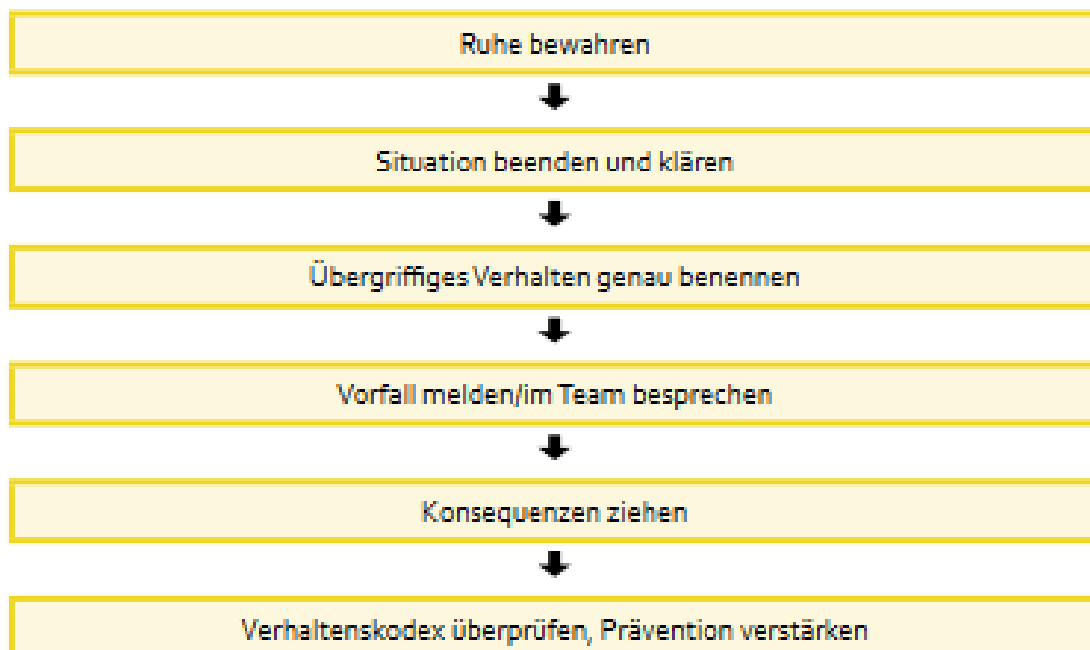 Ruhe bewahren
Situation beenden und klären
Übergriffiges Verhalten genau benennen
Vorfall melden/im Team besprechen
Konsequenzen ziehen
Verhaltenskodex überprüfen, Prävention verstärken